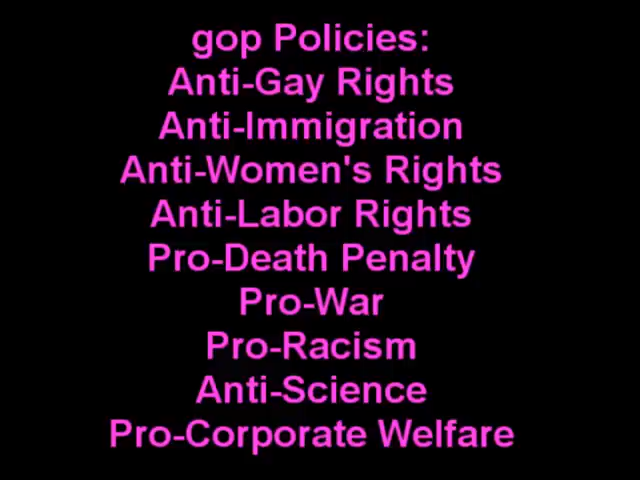 gop Policies:
Anti-Gay Rights
Anti-Immigration
Anti-Women's Rights
Anti-Labor Rights
Pro-Death Penalty
Pro-War
Pro-Racism
Anti-Science
Pro-Corporate Welfare